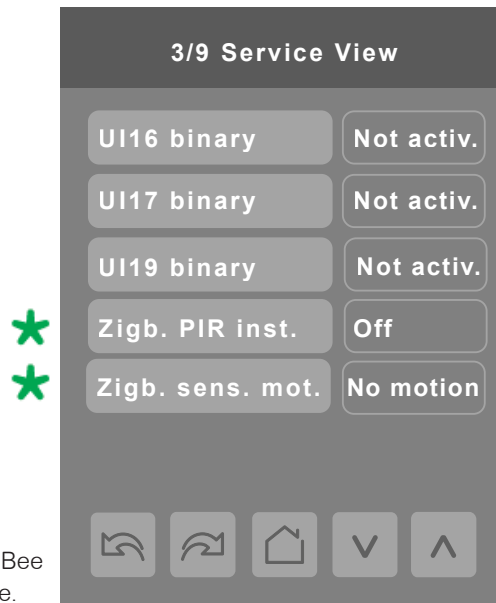 3/9 Service View
UI16 binary Not activ.
UI17 binary Not activ.
UI19 binary Not activ.
Zigb. PIR inst. Off
Zigb. sens. mot. No motion
Bee
e.